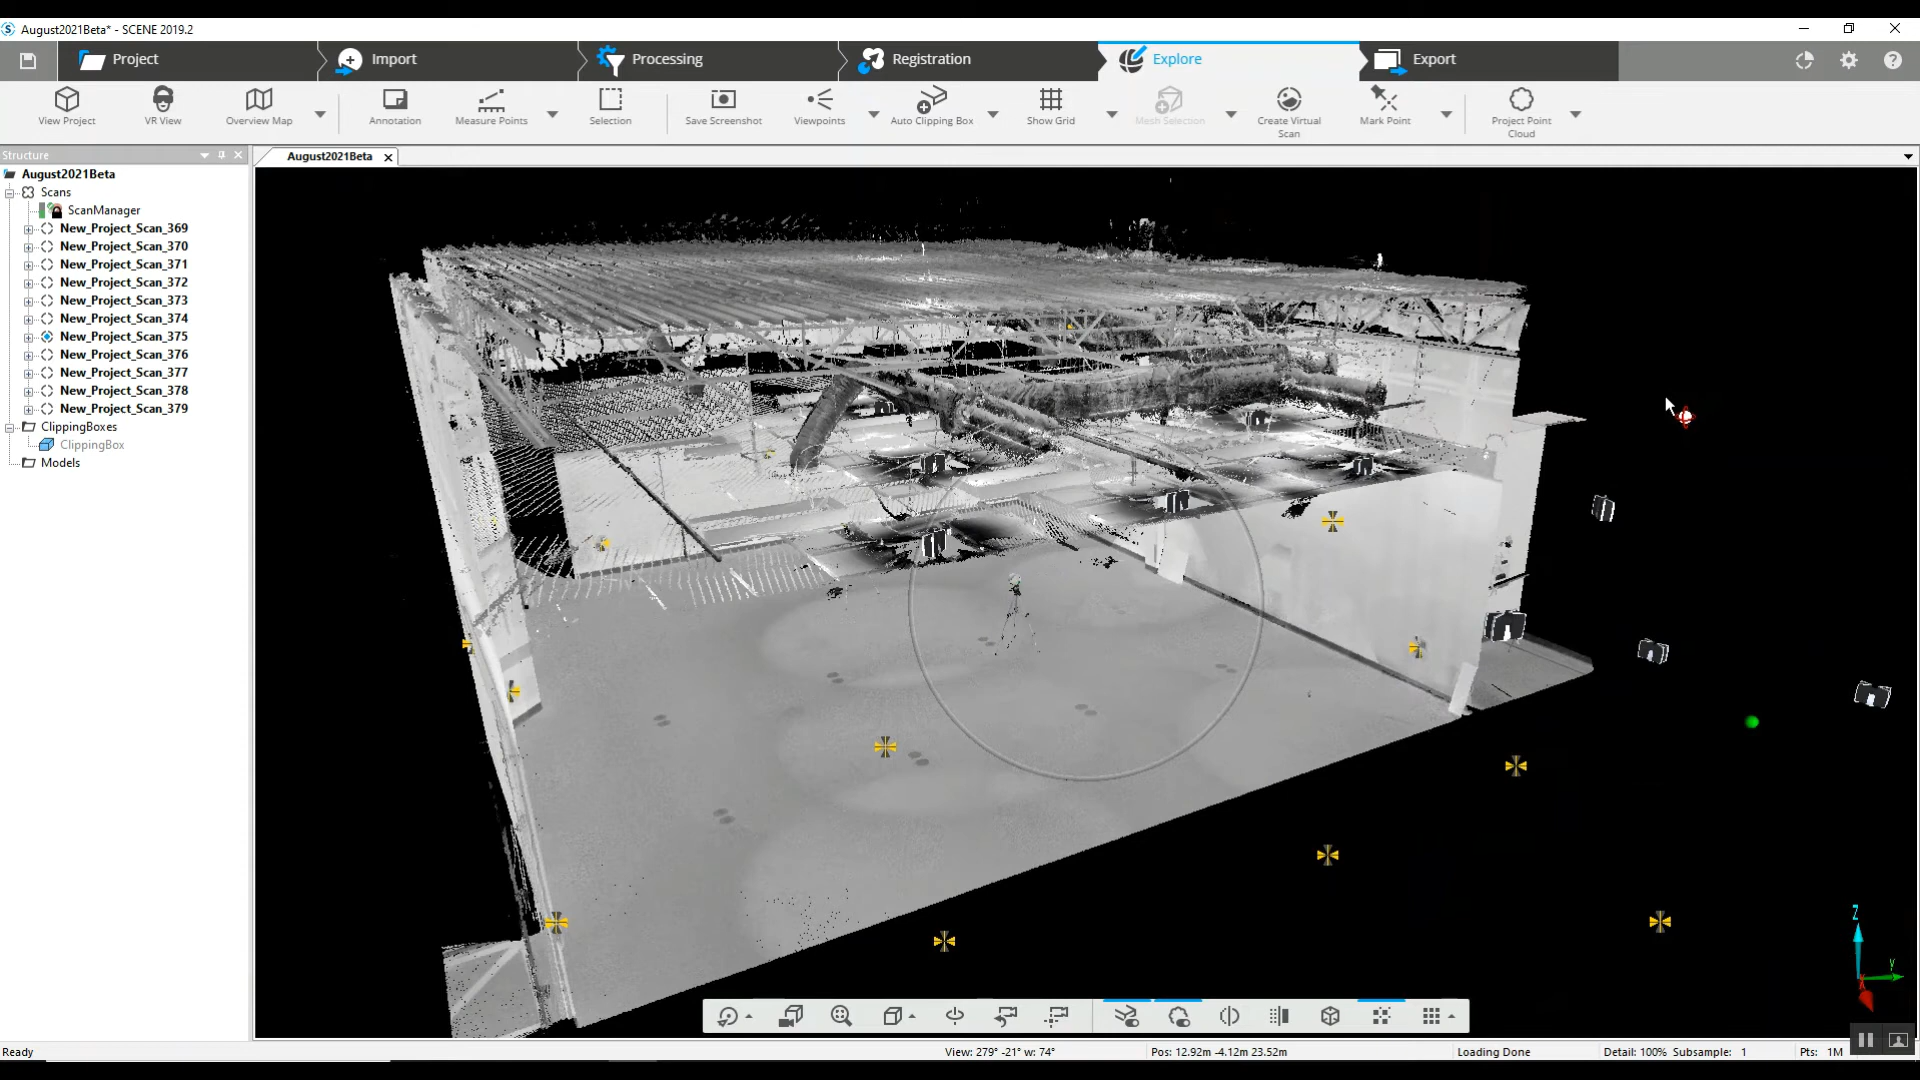 August2021Beta* - SCENE 2019.2
Project
Import
Processing
Registration
Explore
Export
View Project
VR View
Overview Map
Annotation
Measure Points
Selection
Save Screenshot
Viewpoints
Auto Clipping Box
Show Grid
Mesh Selection
Create Virtual
Scan
Mark Point
Project Point
Cloud
Structure
August2021Beta
August2021Beta
Scans
ScanManager
New_Project_Scan_369
New_Project_Scan_370
New_Project_Scan_371
New_Project_Scan_372
New_Project_Scan_373
New_Project_Scan_374
New_Project_Scan_375
New_Project_Scan_376
New_Project_Scan_377
New_Project_Scan_378
New_Project_Scan_379
ClippingBoxes
ClippingBox
Models
Z
Y
X
Ready
View: 279° -21° w: 74°
Pos: 12.92m -4.12m 23.52m
Loading Done
Detail: 100% Subsample: 1
Pts: 1M